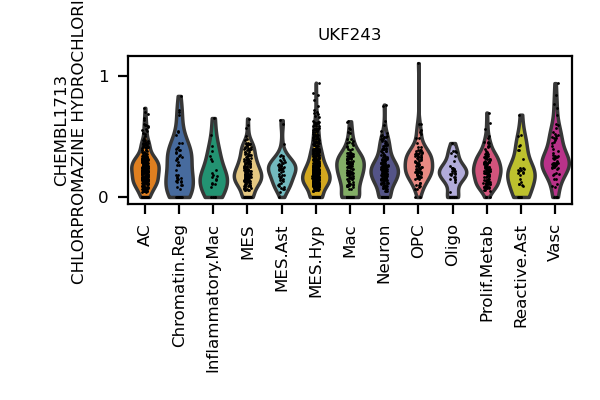 UKF243
CHEMBL1713
CHLORPROMAZINE HYDROCHLORI
1
0
AC
Chromatin.Reg
Inflammatory.Mac
MES
MES.Ast
MES.Hyp
Mac
Neuron
OPC
Oligo
Prolif.Metab
Reactive.Ast
Vasc